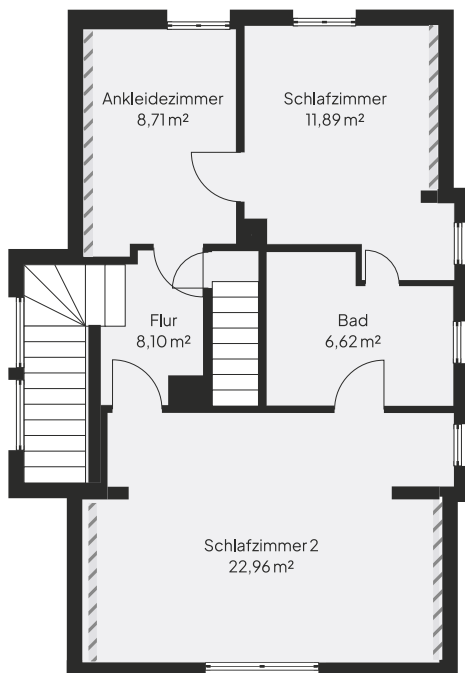 Ankleidezimmer
8,71 m²
Schlafzimmer
11,89 m²
Flur
8,10 m²
Bad
6,62 m²
Schlafzimmer 2
22,96 m²